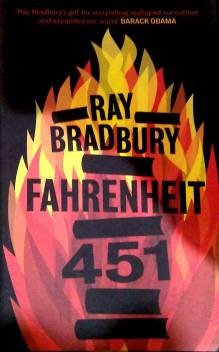 'Ray Bradbury's gift for storytelling reshaped our culture
and expanded our world' BARACK OBAMA
RAY
BRADBURY
FAHRENHEIT
451